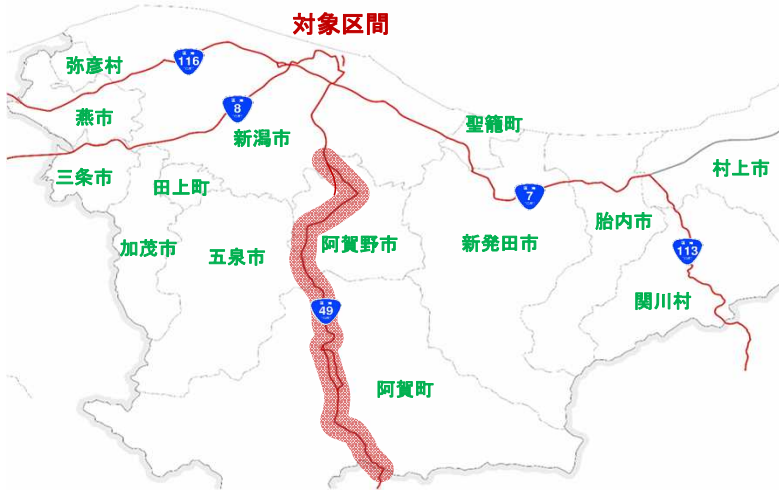 対象区間
弥彦村
116
燕市
8
新潟市
聖籠町
三条市
田上町
村上市
7
胎内市
加茂市
五泉市
阿賀野市
新発田市
113
関川村
49
阿賀町